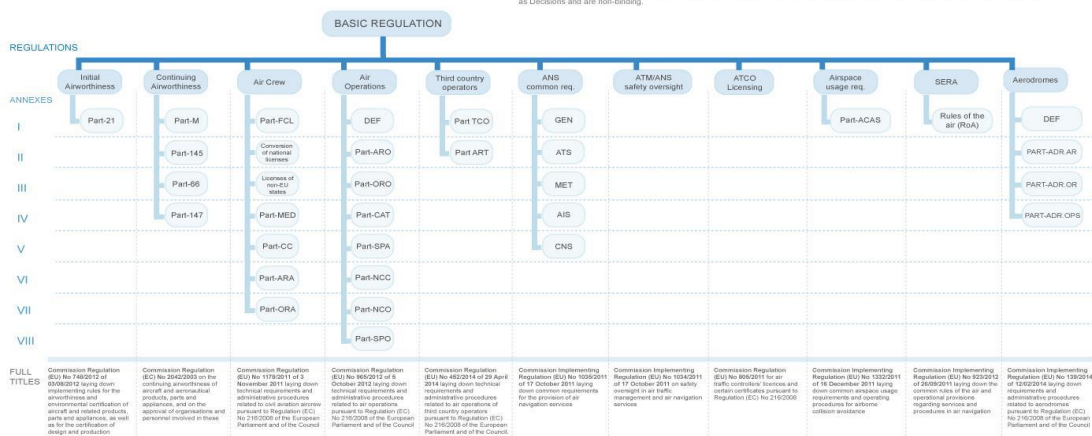 as Decisions and are non-binding.
BASIC REGULATION
REGULATIONS
Initial
Airworthiness
Continuing
Airworthiness
Air Crew
Air
Operations
Third country
operators
ANS
common req.
ATM/ANS
safety oversight
ATCO
Licensing
Airspace
usage req.
SERA
Aerodromes
ANNEXES
I
Part-21
Part-M
Part-FCL
DEF
Part TCO
GEN
Part-ACAS
Rules of the
air (RoA)
DEF
II
Part-145
Conversion
of national
licenses
Part-ARO
Part ART
ATS
PART-ADR.AR
III
Part-66
Licenses of
non-EU
states
Part-ORO
MET
PART-ADR.OR
IV
Part-147
Part-MED
Part-CAT
AIS
PART-ADR.OPS
V
Part-CC
Part-SPA
CNS
VI
Part-ARA
Part-NCC
VII
Part-ORA
Part-NCO
VIII
Part-SPO
FULL
TITLES
Commission Regulation
(EU) No 748/2012 of
03/08/2012 laying down
implementing rules for the
airworthiness and
environmental certification of
aircraft and related products,
parts and appliances, as well
as for the certification of
design and production
Commission Regulation
(EC) No 2042/2003 on the
continuing airworthiness of
aircraft and aeronautical
products, parts and
appliances, and on the
approval of organisations and
personnel involved in these
Commission Regulation
(EU) No 1178/2011 of 3
November 2011 laying down
technical requirements and
administrative procedures
related to civil aviation aircrew
pursuant to Regulation (EC)
No 216/2008 of the European
Parliament and of the Council
Commission Regulation
(EU) No 965/2012 of 5
October 2012 laying down
technical requirements and
administrative procedures
related to air operations
pursuant to Regulation (EC)
No 216/2008 of the European
Parliament and of the Council
Commission Regulation
(EU) No 452/2014 of 29 April
2014 laying down technical
requirements and
administrative procedures
related to air operations of
third country operators
pursuant to Regulation (EC)
No 216/2008 of the European
Parliament and of the Council.
Commission Implementing
Regulation (EU) No 1035/2011
of 17 October 2011 laying
down common requirements
for the provision of air
navigation services
Commission Implementing
Regulation (EU) No 1034/2011
of 17 October 2011 on safety
oversight in air traffic
management and air
navigation services
Commission Regulation
(EU) No 805/2011 for air
traffic controllers' licences and
certain certificates pursuant to
Regulation (EC) No 216/2008
Commission Implementing
Regulation (EU) No 1332/2011
of 16 December 2011 laying
down common airspace usage
requirements and operating
procedures for airborne
collision avoidance
Commission Implementing
Regulation (EU) No 923/2012
of 26/09/2011 laying down the
common rules of the air and
operational provisions
regarding services and
procedures in air navigation
Commission Implementing
Regulation (EU) No 139/2014
of 12/02/2014 laying down
requirements and
administrative procedures
related to aerodromes
pursuant to Regulation (EC)
No 216/2008 of the European
Parliament and of the Council